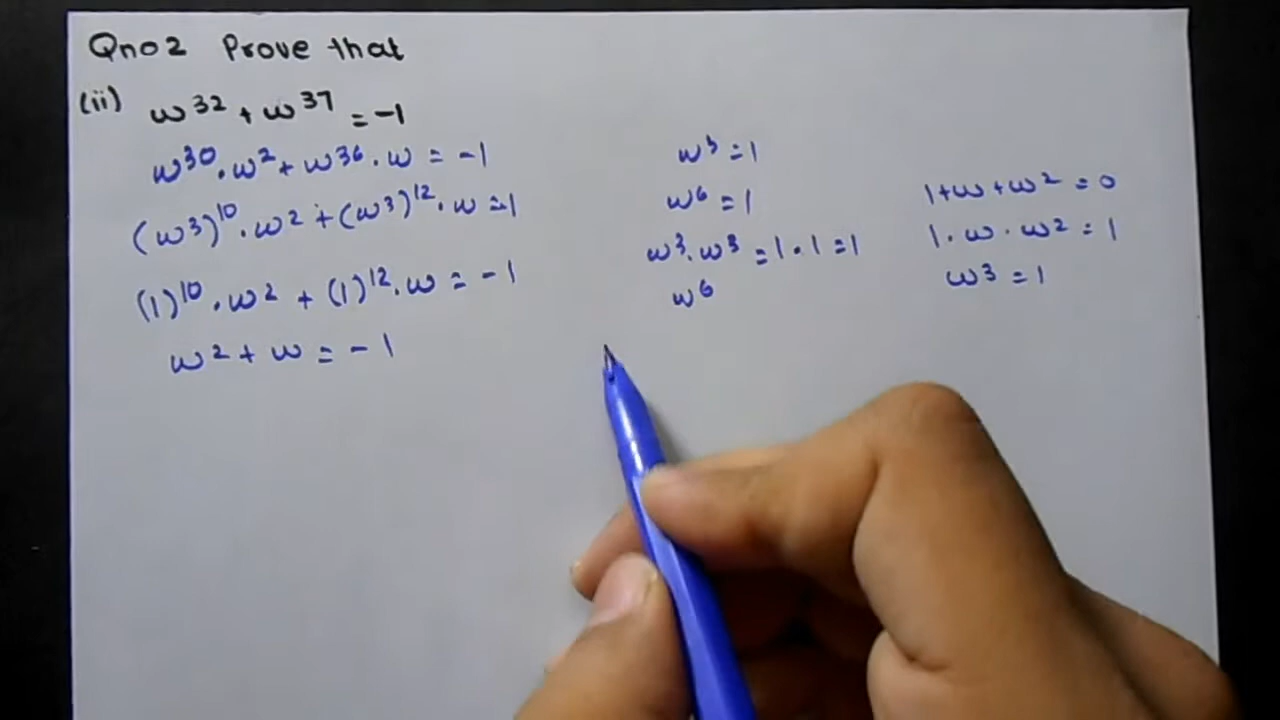 Qno2 Prove that
(ii) ω³² + ω³⁷ = -1
ω³⁰ . ω² + ω³⁶ . ω = -1
(ω³)¹⁰ . ω² + (ω³)¹² . ω = 1
(1)¹⁰ . ω² + (1)¹² . ω = -1
ω² + ω = -1
ω³ = 1
ω⁶ = 1
ω³ . ω³ = 1 . 1 = 1
ω⁶
1 + ω + ω² = 0
1 . ω . ω² = 1
ω³ = 1